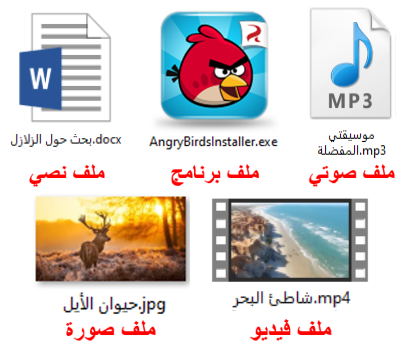 W
بحث حول الزلازل.docx
ملف نصي
AngryBirdsInstaller.exe
ملف برنامج
MP3
موسيقتي
المفضلة.mp3
ملف صوتي
حيوان الأيل.jpg
ملف صورة
شاطئ البحر.mp4
ملف فيديو